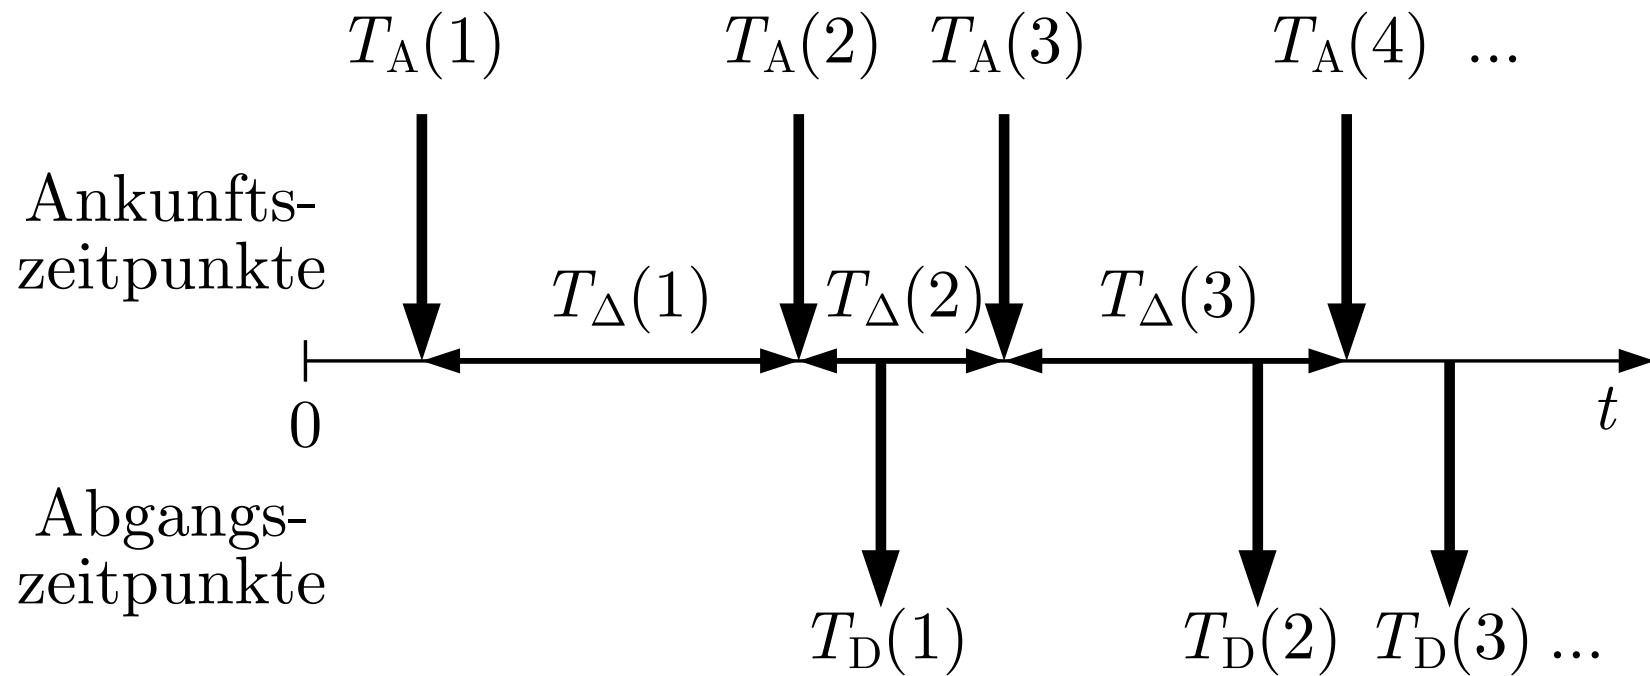 T_A(1) T_A(2) T_A(3) T_A(4) ...
Ankunfts-
zeitpunkte
T_Δ(1) T_Δ(2) T_Δ(3)
0 t
Abgangs-
zeitpunkte
T_D(1) T_D(2) T_D(3) ...